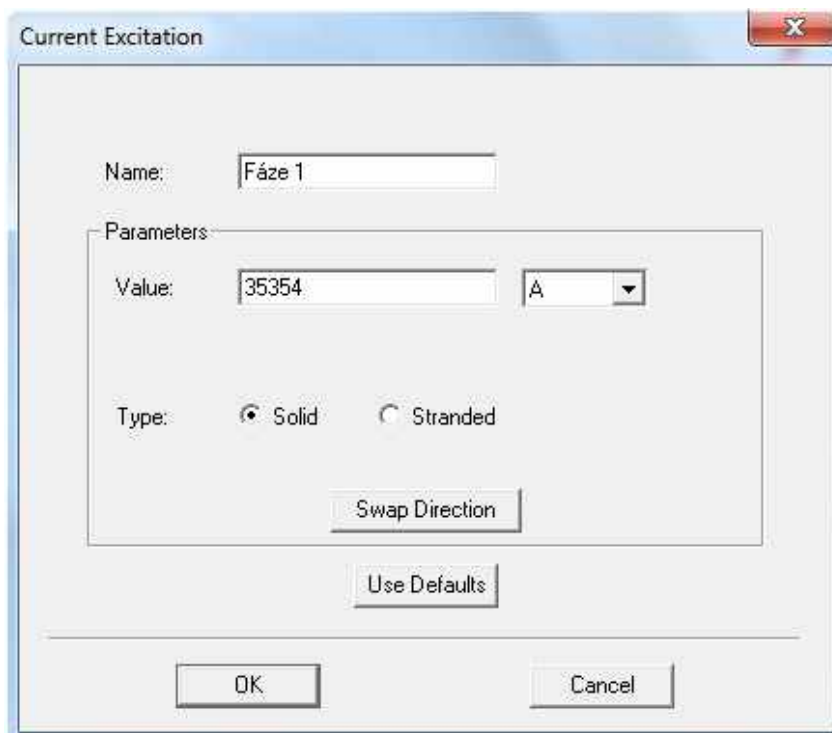 Current Excitation
Name: Fáze 1
Parameters
Value: 35354 A
Type: Solid Stranded
Swap Direction
Use Defaults
OK Cancel